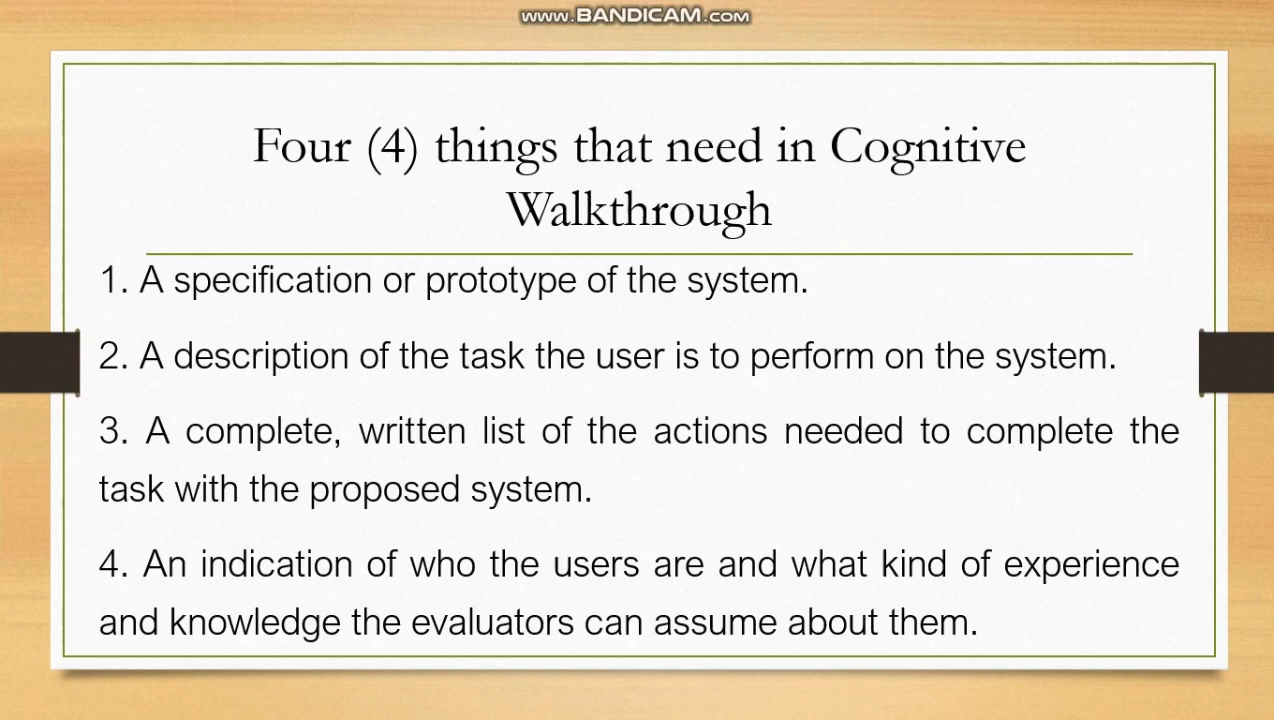 www.BANDICAM.com
Four (4) things that need in Cognitive
Walkthrough
1. A specification or prototype of the system.
2. A description of the task the user is to perform on the system.
3. A complete, written list of the actions needed to complete the
task with the proposed system.
4. An indication of who the users are and what kind of experience
and knowledge the evaluators can assume about them.